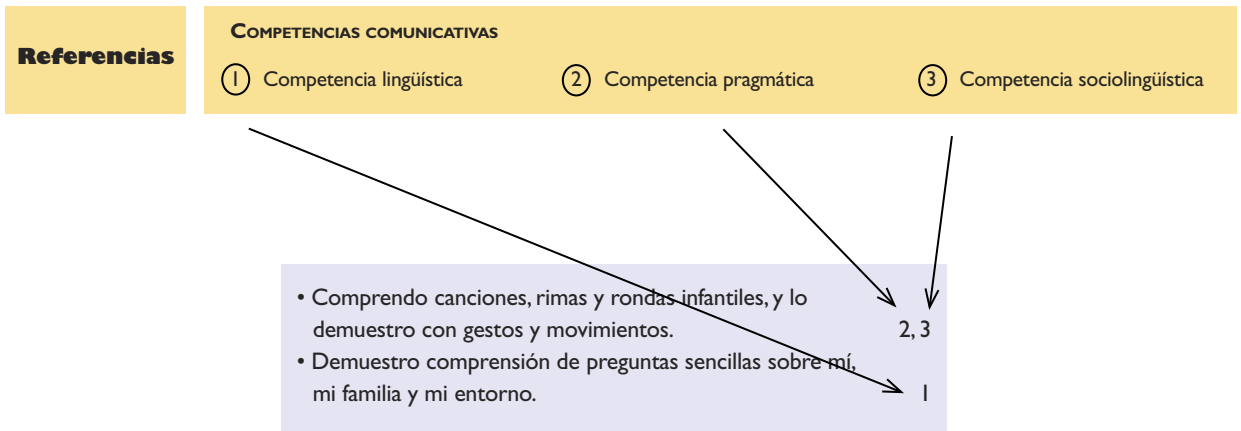 Referencias
COMPETENCIAS COMUNICATIVAS
1 Competencia lingüística 2 Competencia pragmática 3 Competencia sociolingüística
• Comprendo canciones, rimas y rondas infantiles, y lo
demuestro con gestos y movimientos. 2, 3
• Demuestro comprensión de preguntas sencillas sobre mí,
mi familia y mi entorno. 1